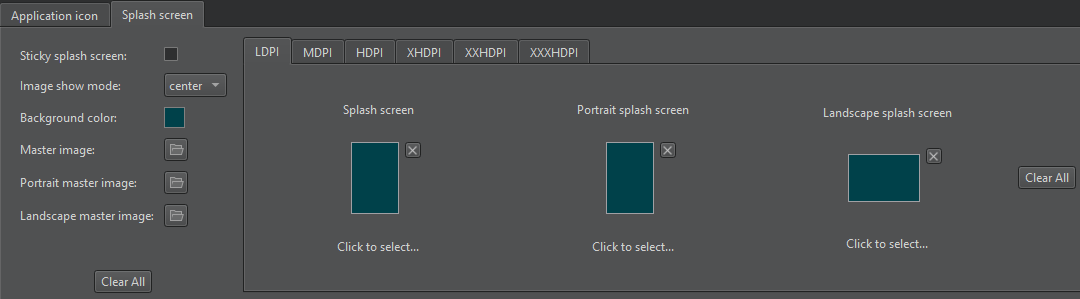 Application icon
Splash screen
Sticky splash screen:
Image show mode:
center
Background color:
Master image:
Portrait master image:
Landscape master image:
Clear All
LDPI
MDPI
HDPI
XHDPI
XXHDPI
XXXHDPI
Splash screen
Portrait splash screen
Landscape splash screen
Click to select...
Click to select...
Click to select...
Clear All